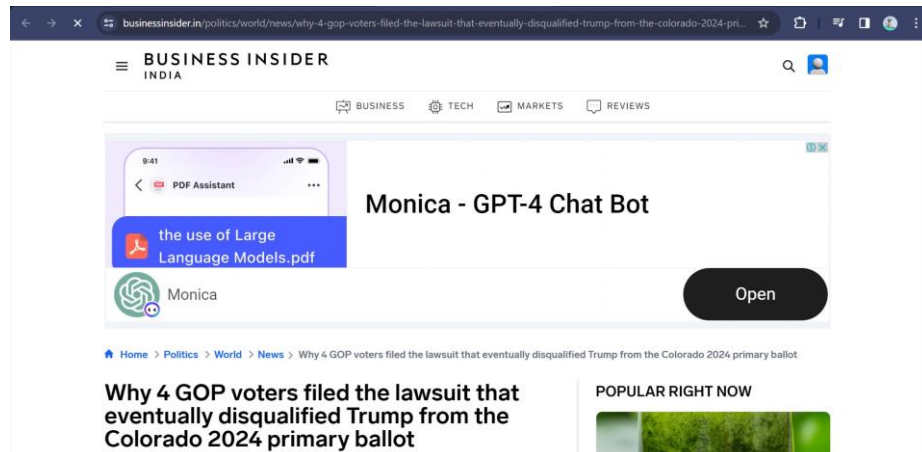 businessinsider.in/politics/world/news/why-4-gop-voters-filed-the-lawsuit-that-eventually-disqualified-trump-from-the-colorado-2024-pri...
BUSINESS INSIDER
INDIA
BUSINESS TECH MARKETS REVIEWS
9:41
PDF Assistant
the use of Large
Language Models.pdf
Monica - GPT-4 Chat Bot
Monica
Open
Home > Politics > World > News > Why 4 GOP voters filed the lawsuit that eventually disqualified Trump from the Colorado 2024 primary ballot
Why 4 GOP voters filed the lawsuit that
eventually disqualified Trump from the
Colorado 2024 primary ballot
POPULAR RIGHT NOW